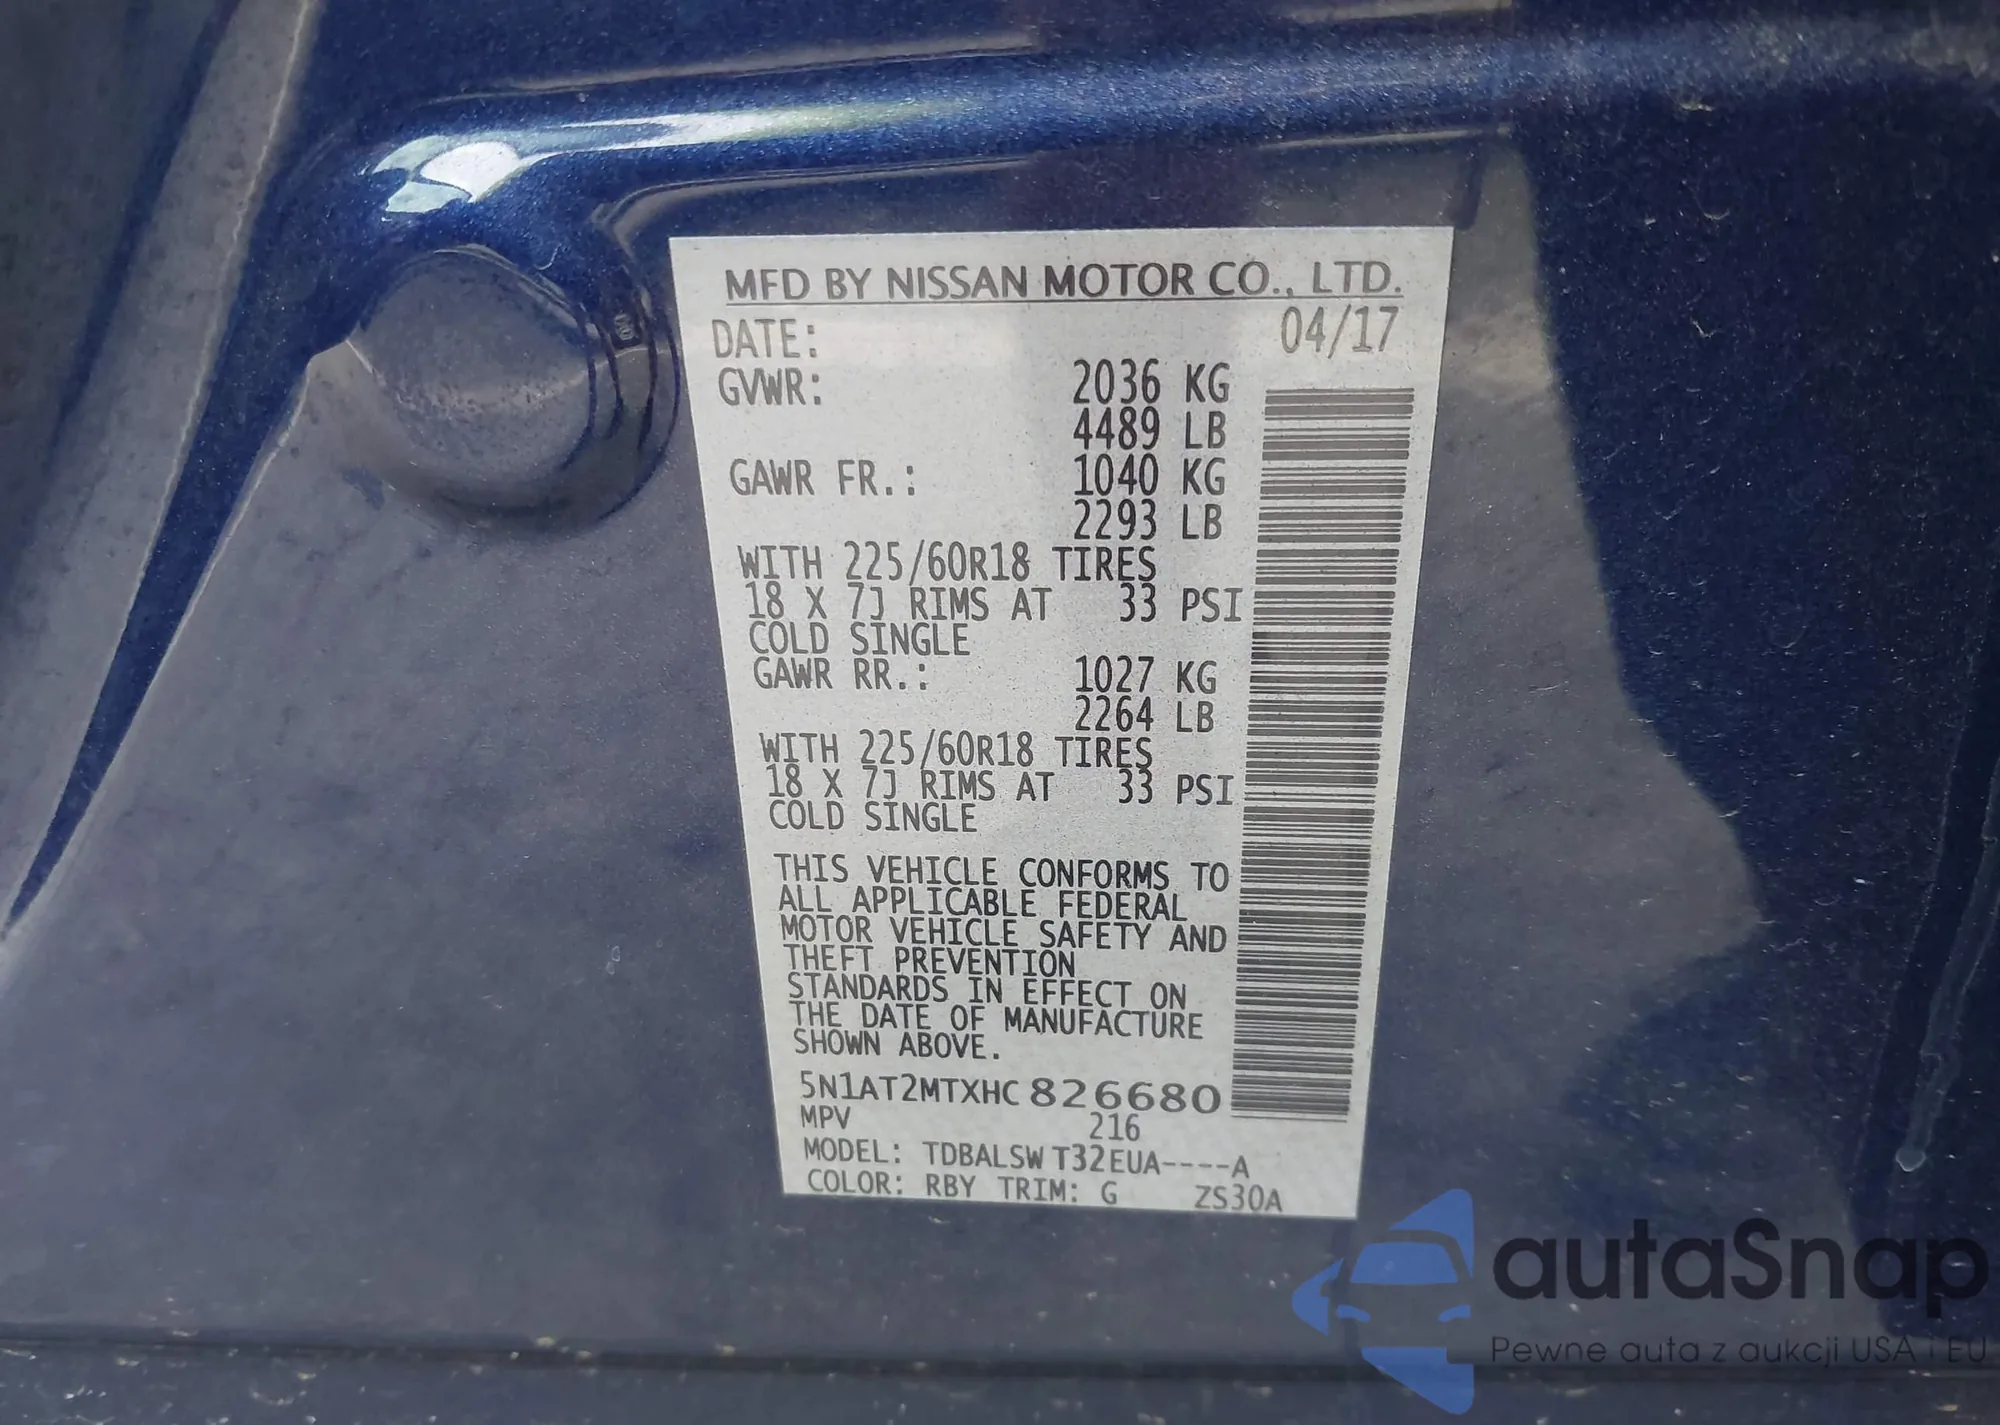 MFD BY NISSAN MOTOR CO., LTD.
DATE: 04/17
GVWR: 2036 KG
4489 LB
GAWR FR.: 1040 KG
2293 LB
WITH 225/60R18 TIRES
18 X 7J RIMS AT 33 PSI
COLD SINGLE
GAWR RR.: 1027 KG
2264 LB
WITH 225/60R18 TIRES
18 X 7J RIMS AT 33 PSI
COLD SINGLE
THIS VEHICLE CONFORMS TO
ALL APPLICABLE FEDERAL
MOTOR VEHICLE SAFETY AND
THEFT PREVENTION
STANDARDS IN EFFECT ON
THE DATE OF MANUFACTURE
SHOWN ABOVE.
5N1AT2MTXHC826680
MPV 216
MODEL: TDBALSW T32EUA----A
COLOR: RBY TRIM: G ZS30A
autaSnap
Pewne auta z aukcji USA i EU